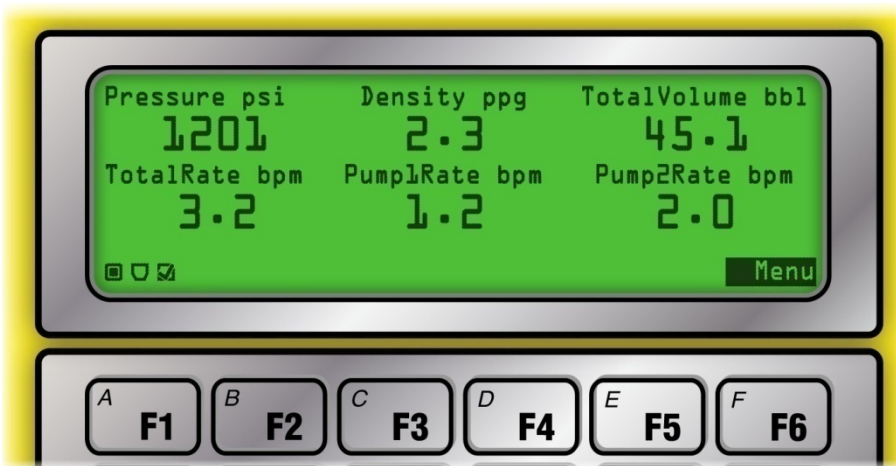 Pressure psi Density ppg TotalVolume bbl
1201 2.3 45.1
TotalRate bpm Pump1Rate bpm Pump2Rate bpm
3.2 1.2 2.0
Menu
A B C D E F
F1 F2 F3 F4 F5 F6